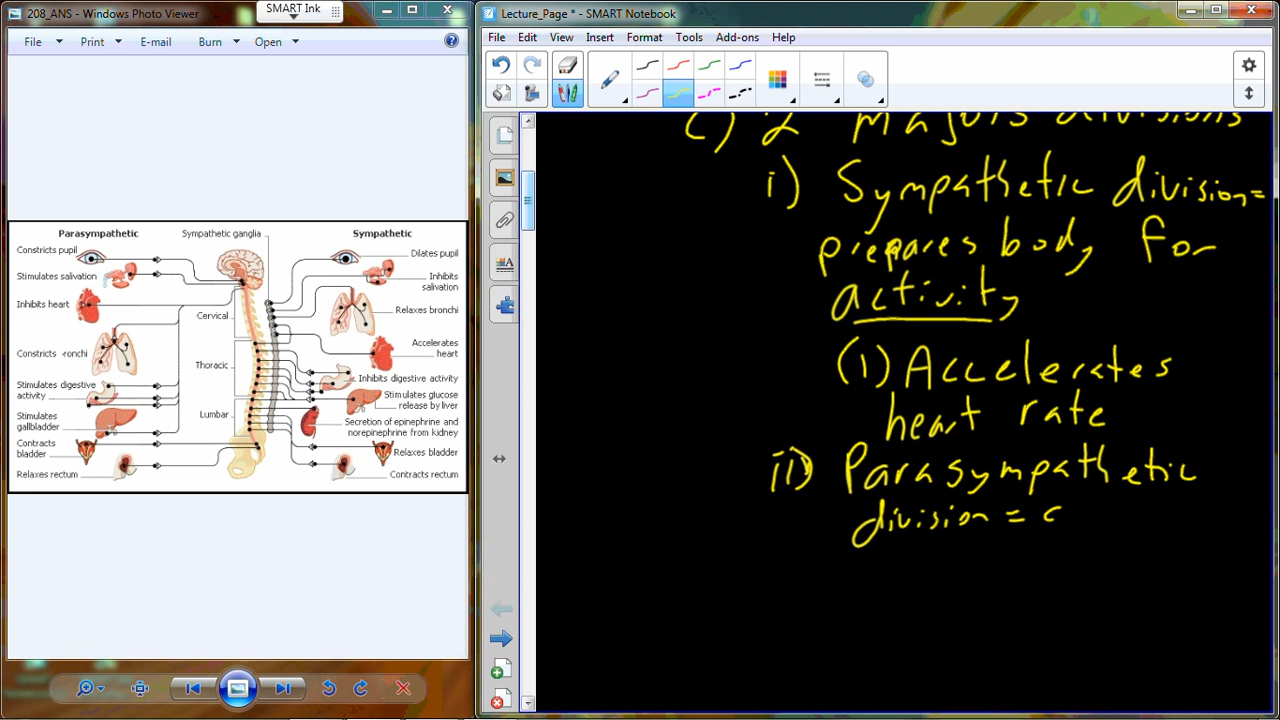 208_ANS - Windows Photo Viewer
SMART Ink
File Print E-mail Burn Open
Parasympathetic
Sympathetic ganglia
Sympathetic
Constricts pupil
Dilates pupil
Stimulates salivation
Inhibits
salivation
Inhibits heart
Relaxes bronchi
Cervical
Constricts ronchi
Accelerates
heart
Thoracic
Inhibits digestive activity
Stimulates digestive
activity
Stimulates glucose
release by liver
Stimulates
gallbladder
Lumbar
Secretion of epinephrine and
norepinephrine from kidney
Contracts
bladder
Relaxes bladder
Relaxes rectum
Contracts rectum
Lecture_Page * - SMART Notebook
File Edit View Insert Format Tools Add-ons Help
c) 2 Majors divisions
i) Sympathetic division=
prepares body for
activity
(1) Accelerates
heart rate
ii) Parasympathetic
division = c